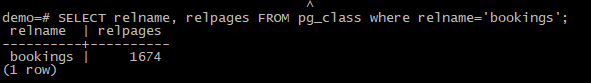 ^
demo=# SELECT relname, relpages FROM pg_class where relname='bookings';
 relname  | relpages
----------+----------
 bookings |     1674
(1 row)